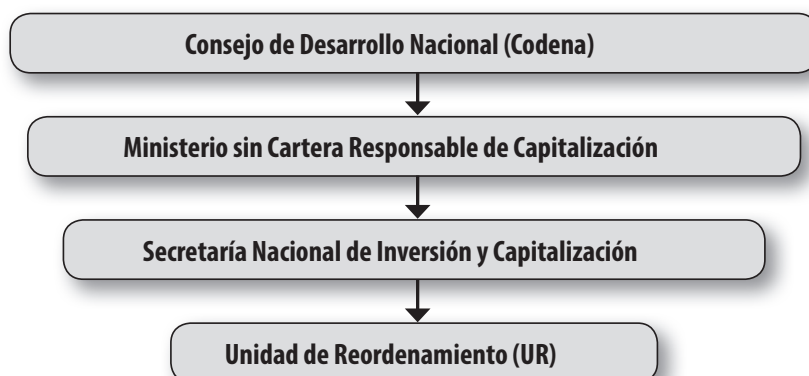 Consejo de Desarrollo Nacional (Codena)
Ministerio sin Cartera Responsable de Capitalización
Secretaría Nacional de Inversión y Capitalización
Unidad de Reordenamiento (UR)